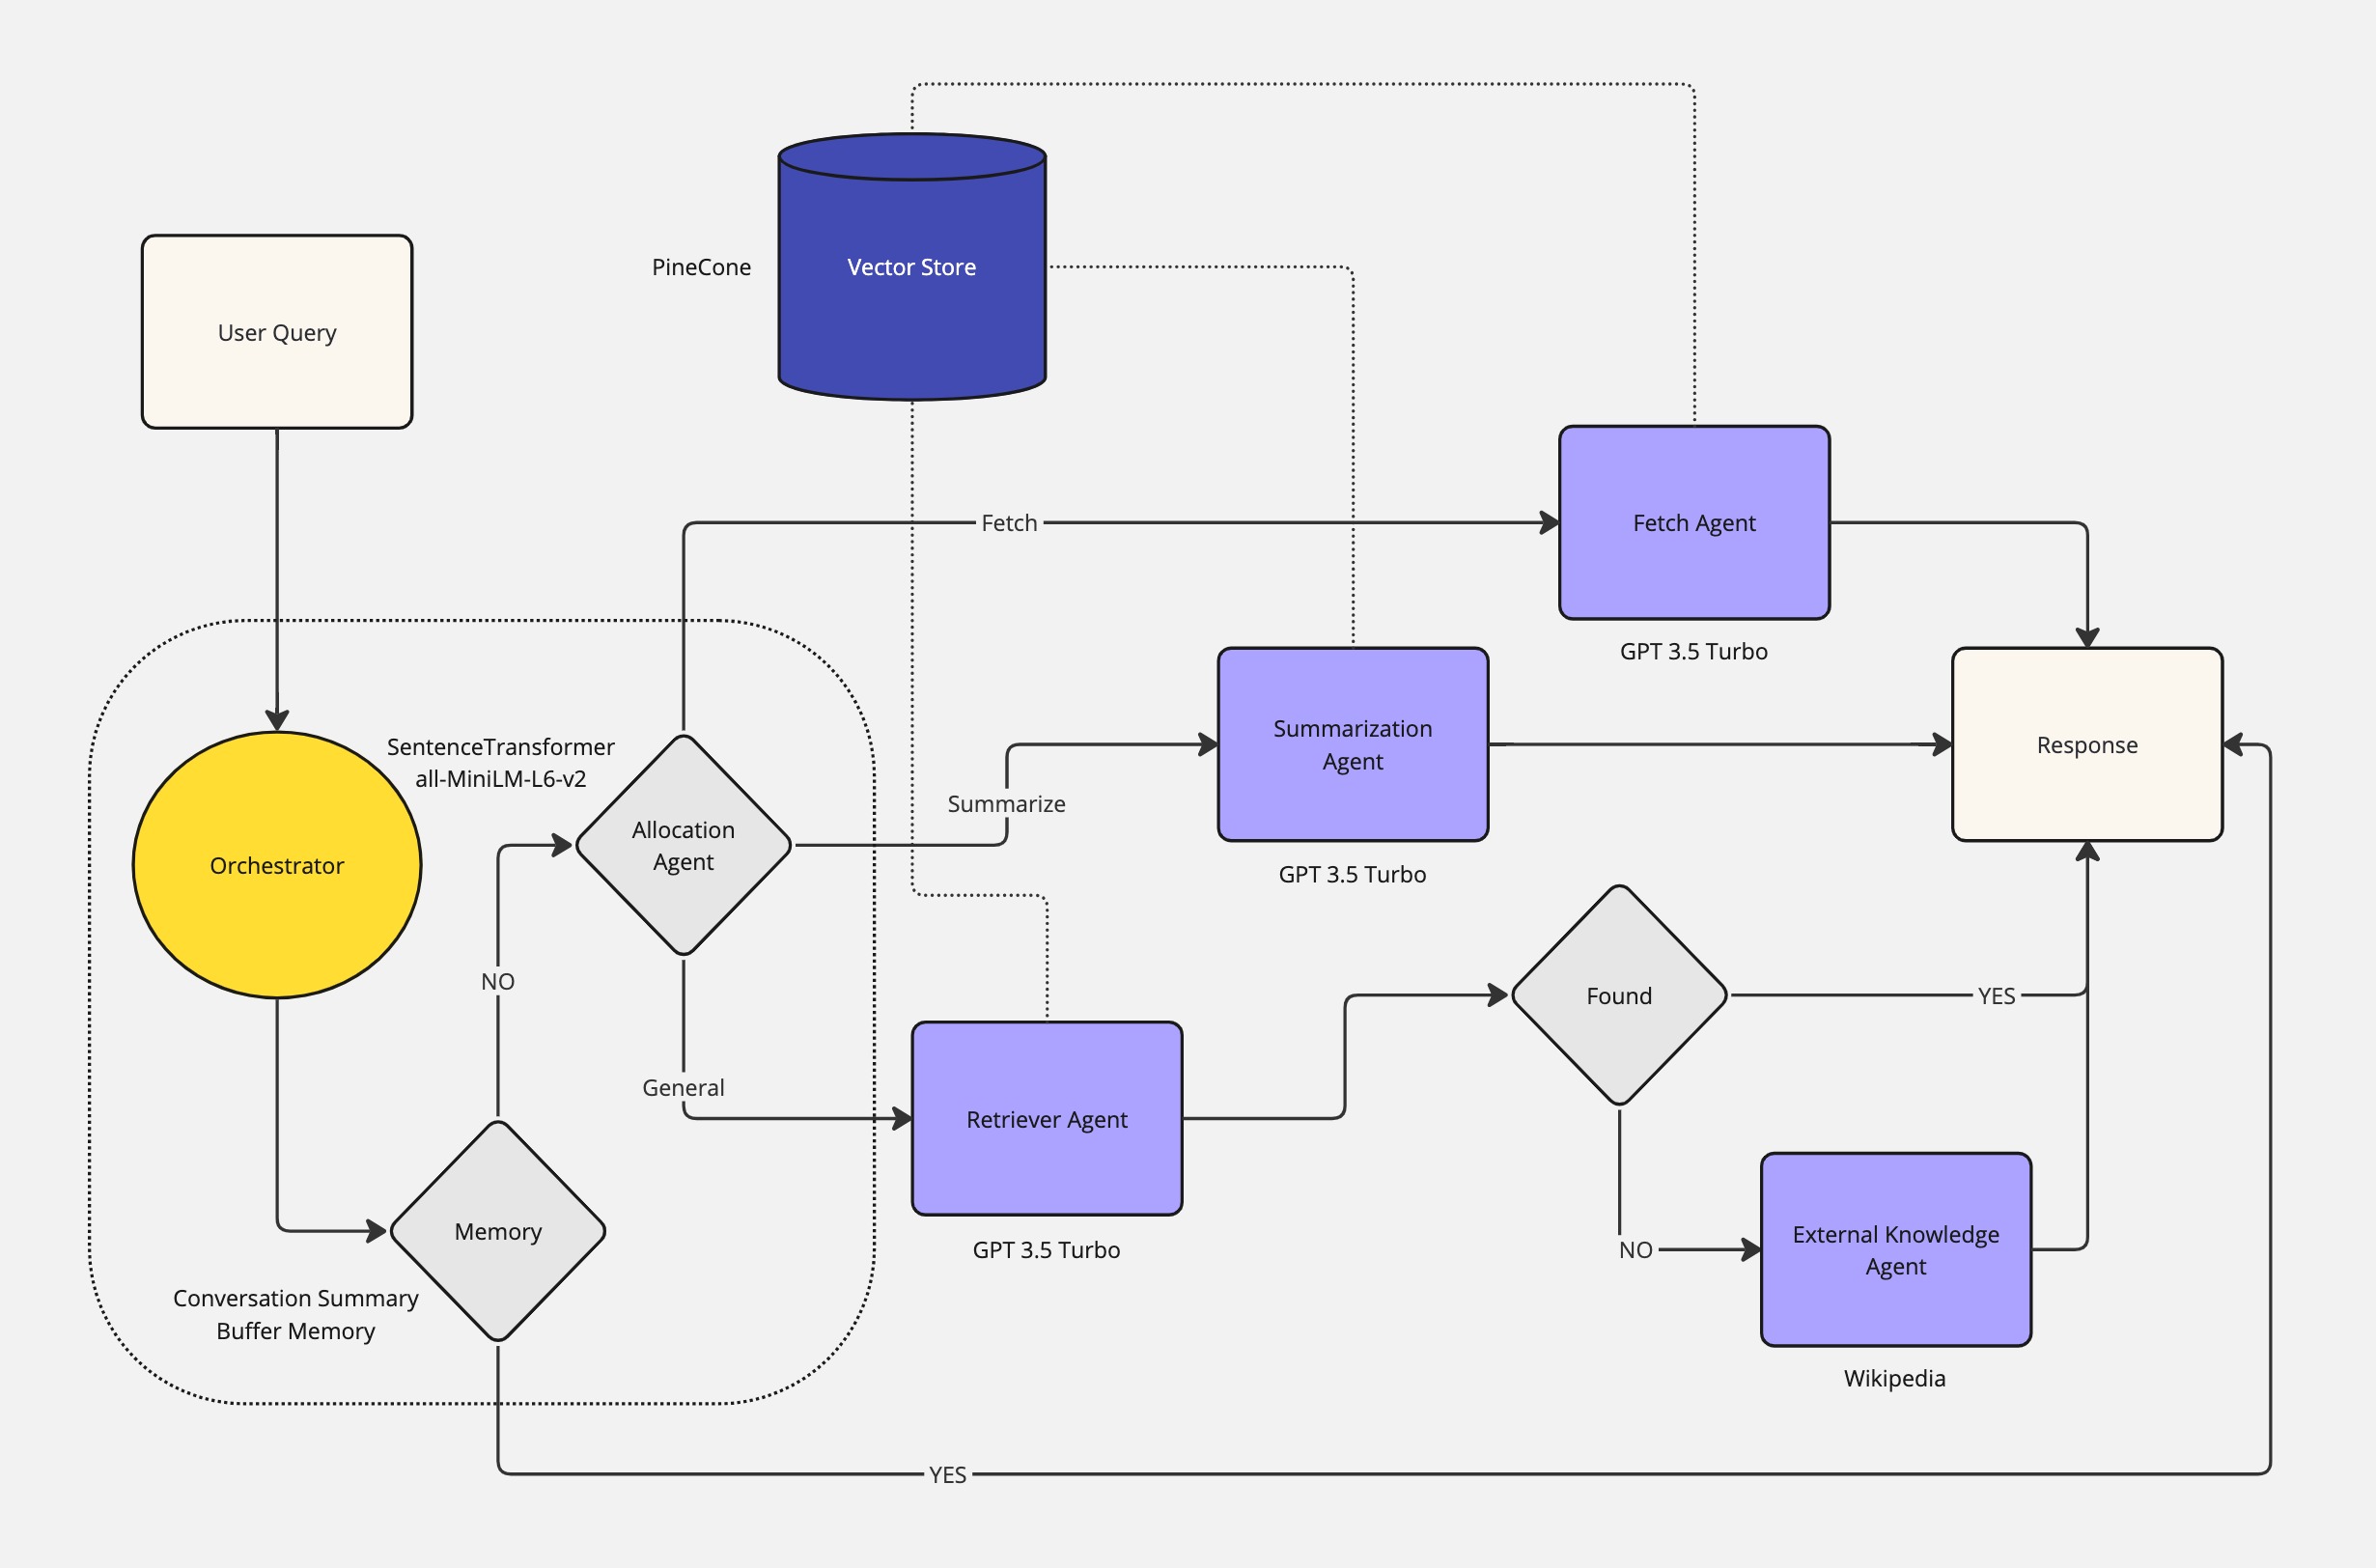 PineCone
Vector Store
User Query
Fetch
Fetch Agent
GPT 3.5 Turbo
SentenceTransformer
all-MiniLM-L6-v2
Orchestrator
Allocation
Agent
Summarize
Summarization
Agent
GPT 3.5 Turbo
Response
NO
General
Memory
Conversation Summary
Buffer Memory
Retriever Agent
GPT 3.5 Turbo
Found
YES
NO
External Knowledge
Agent
Wikipedia
YES